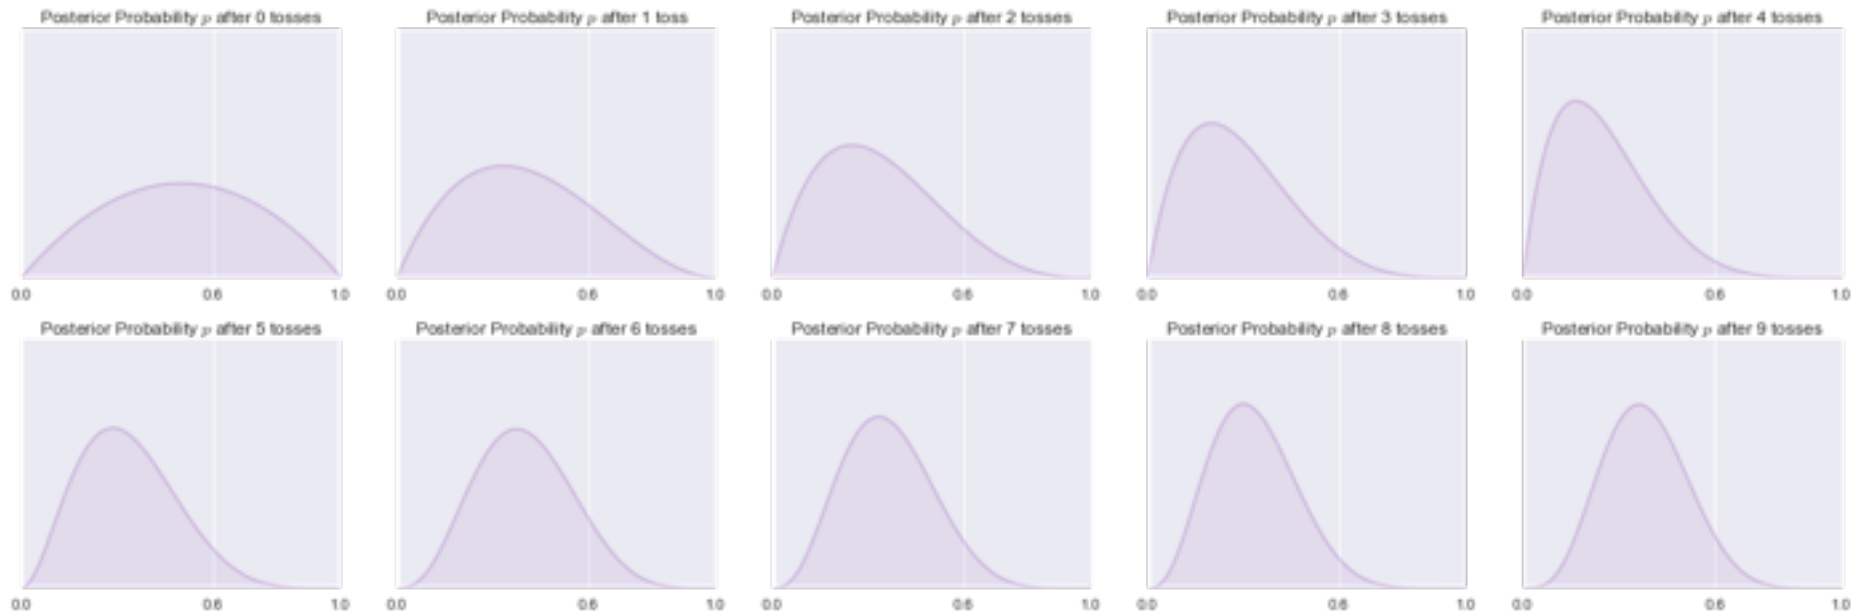 Posterior Probability p after 0 tosses
Posterior Probability p after 1 toss
Posterior Probability p after 2 tosses
Posterior Probability p after 3 tosses
Posterior Probability p after 4 tosses
0.0 0.6 1.0
0.0 0.6 1.0
0.0 0.6 1.0
0.0 0.6 1.0
0.0 0.6 1.0
Posterior Probability p after 5 tosses
Posterior Probability p after 6 tosses
Posterior Probability p after 7 tosses
Posterior Probability p after 8 tosses
Posterior Probability p after 9 tosses
0.0 0.6 1.0
0.0 0.6 1.0
0.0 0.6 1.0
0.0 0.6 1.0
0.0 0.6 1.0